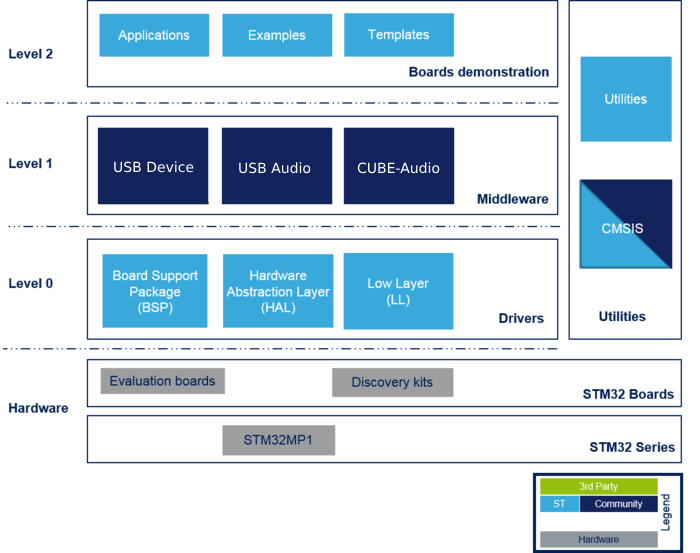 Level 2
Applications
Examples
Templates
Boards demonstration
Level 1
USB Device
USB Audio
CUBE-Audio
Middleware
Level 0
Board Support
Package
(BSP)
Hardware
Abstraction Layer
(HAL)
Low Layer
(LL)
Drivers
Utilities
CMSIS
Utilities
Hardware
Evaluation boards
Discovery kits
STM32 Boards
STM32MP1
STM32 Series
3rd Party
ST
Community
Hardware
Legend